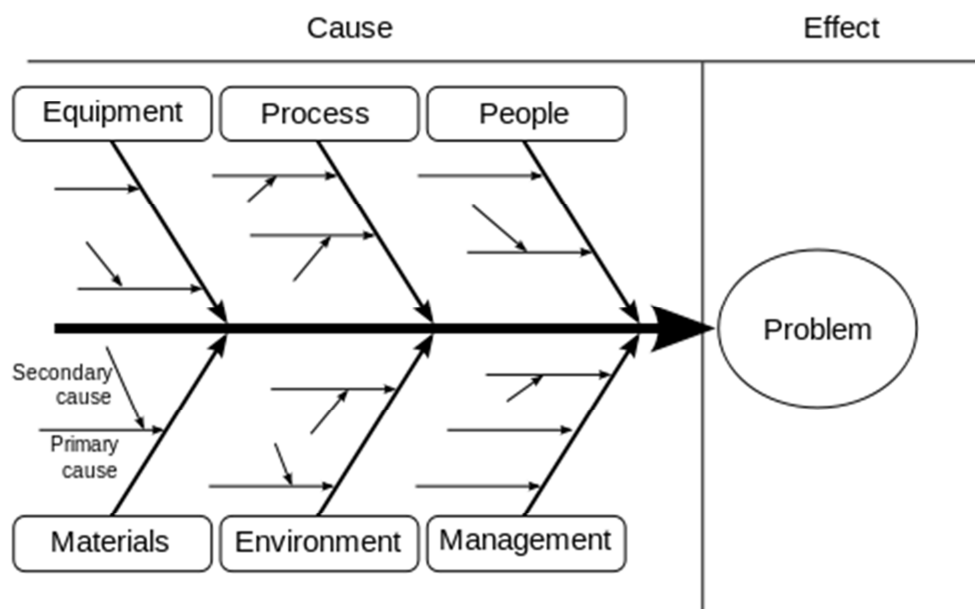 Cause
Effect
Equipment
Process
People
Problem
Secondary
cause
Primary
cause
Materials
Environment
Management